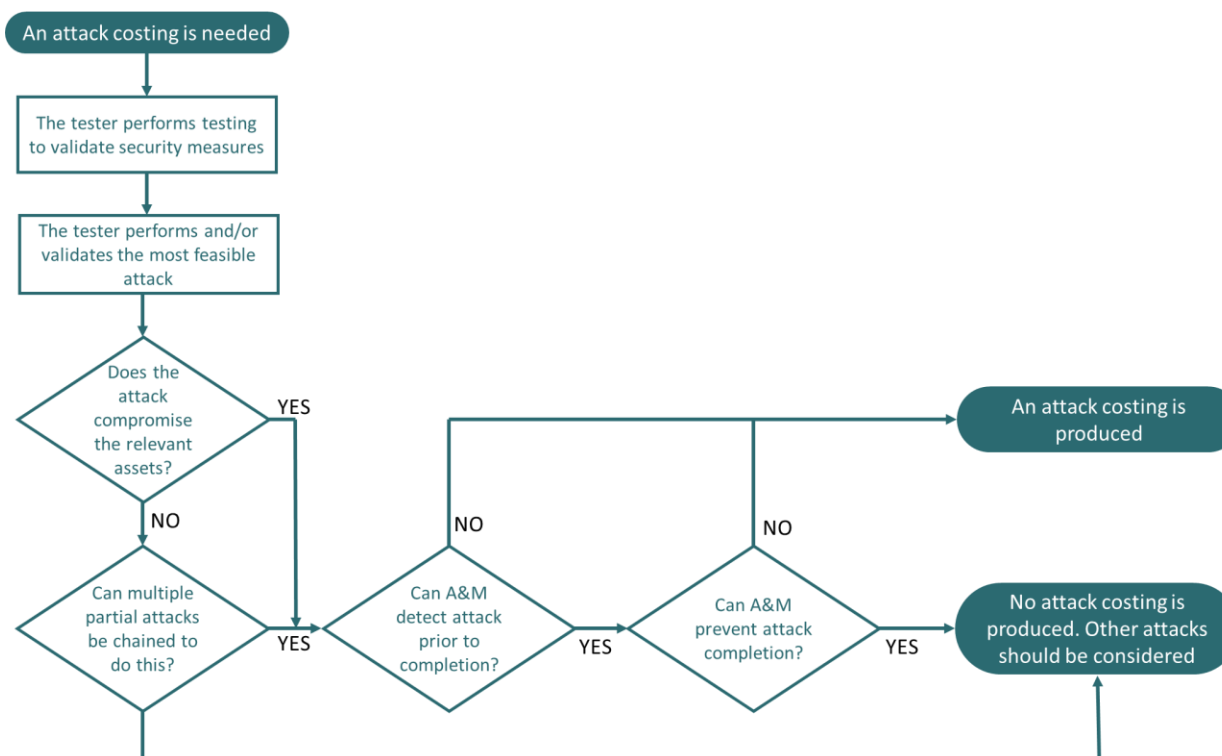 An attack costing is needed
The tester performs testing
to validate security measures
The tester performs and/or
validates the most feasible
attack
Does the
attack
compromise
the relevant
assets?
YES
NO
An attack costing is
produced
NO
NO
Can multiple
partial attacks
be chained to
do this?
YES
Can A&M
detect attack
prior to
completion?
YES
Can A&M
prevent attack
completion?
YES
No attack costing is
produced. Other attacks
should be considered